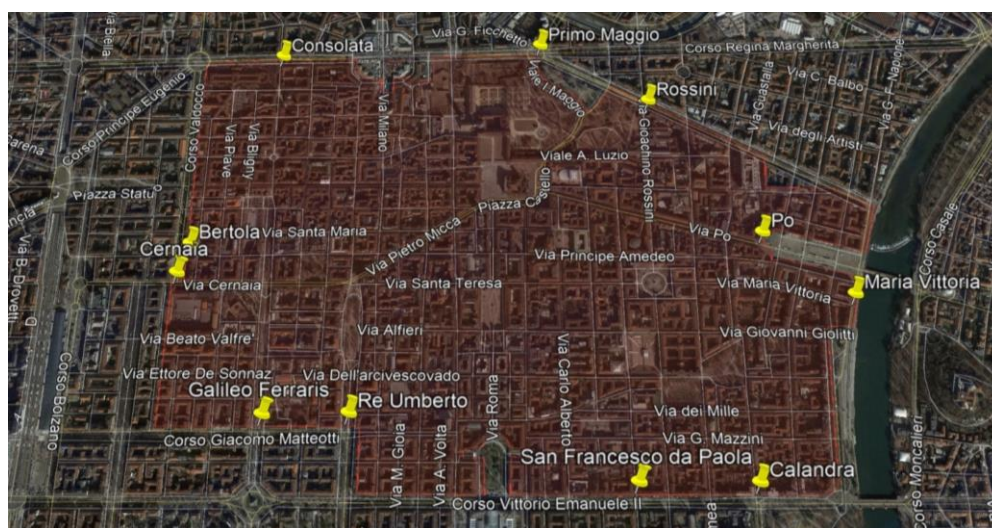 Via Biella
Consolata
Via G. Ficchetto
Primo Maggio
Corso Regina Margherita
Corso Principe Eugenio
Corso Valdocco
Via Piave
Via Bligny
Via Milano
Viale I Maggio
Rossini
Via Guastalla
Via C. Balbo
Via G. F. Napione
Via degli Artisti
Via Gioachino Rossini
Viale A. Luzio
Piazza Statuto
Piazza Castello
Bertola
Via Santa Maria
Via Pietro Micca
Po
Via Po
Corso Casale
Cernaia
Via Cernaia
Via Santa Teresa
Via Principe Amedeo
Via Maria Vittoria
Maria Vittoria
Via B. Drovetti
Via Beato Valfre'
Via Alfieri
Via Giovanni Giolitti
Corso Bolzano
Via Ettore De Sonnaz
Via Dell'arcivescovado
Via Carlo Alberto
Galileo Ferraris
Re Umberto
Via Roma
Via dei Mille
Corso Giacomo Matteotti
Via M. Gioia
Via A. Volta
Via G. Mazzini
San Francesco da Paola
Calandra
Corso Vittorio Emanuele II
Corso Moncalieri